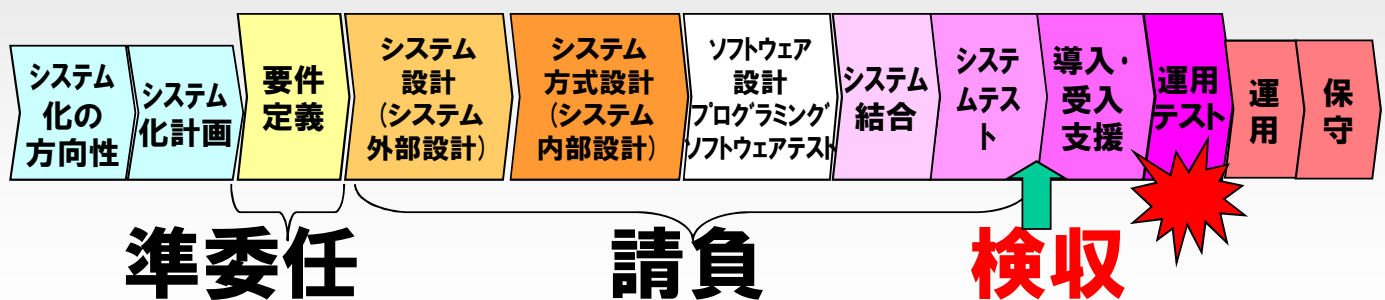 システム
化の
方向性
システム
化計画
要件
定義
システム
設計
(システム
外部設計)
システム
方式設計
(システム
内部設計)
ソフトウェア
設計
プログラミング
ソフトウェアテスト
システム
結合
システ
ムテス
ト
導入・
受入
支援
運用
テスト
運
用
保
守
準委任
請負
検収